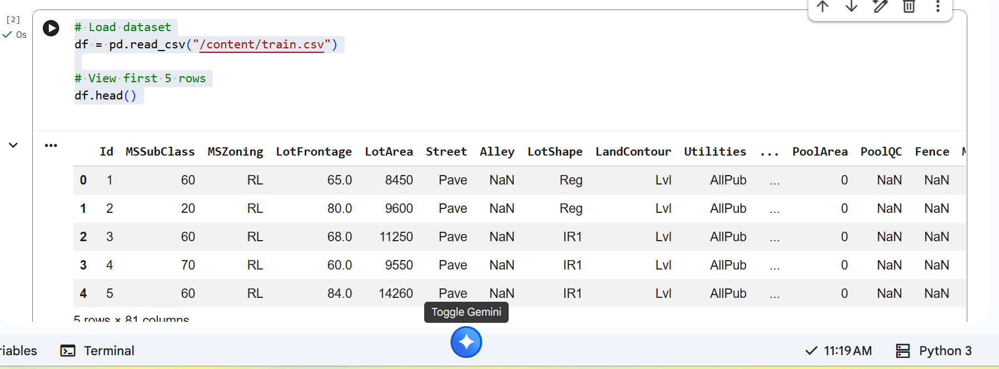 [2]
0s
# Load dataset
df = pd.read_csv("/content/train.csv")
# View first 5 rows
df.head()
Id MSSubClass MSZoning LotFrontage LotArea Street Alley LotShape LandContour Utilities ... PoolArea PoolQC Fence
0 1 60 RL 65.0 8450 Pave NaN Reg Lvl AllPub ... 0 NaN NaN
1 2 20 RL 80.0 9600 Pave NaN Reg Lvl AllPub ... 0 NaN NaN
2 3 60 RL 68.0 11250 Pave NaN IR1 Lvl AllPub ... 0 NaN NaN
3 4 70 RL 60.0 9550 Pave NaN IR1 Lvl AllPub ... 0 NaN NaN
4 5 60 RL 84.0 14260 Pave NaN IR1 Lvl AllPub ... 0 NaN NaN
5 rows × 81 columns
Toggle Gemini
riables Terminal 11:19 AM Python 3